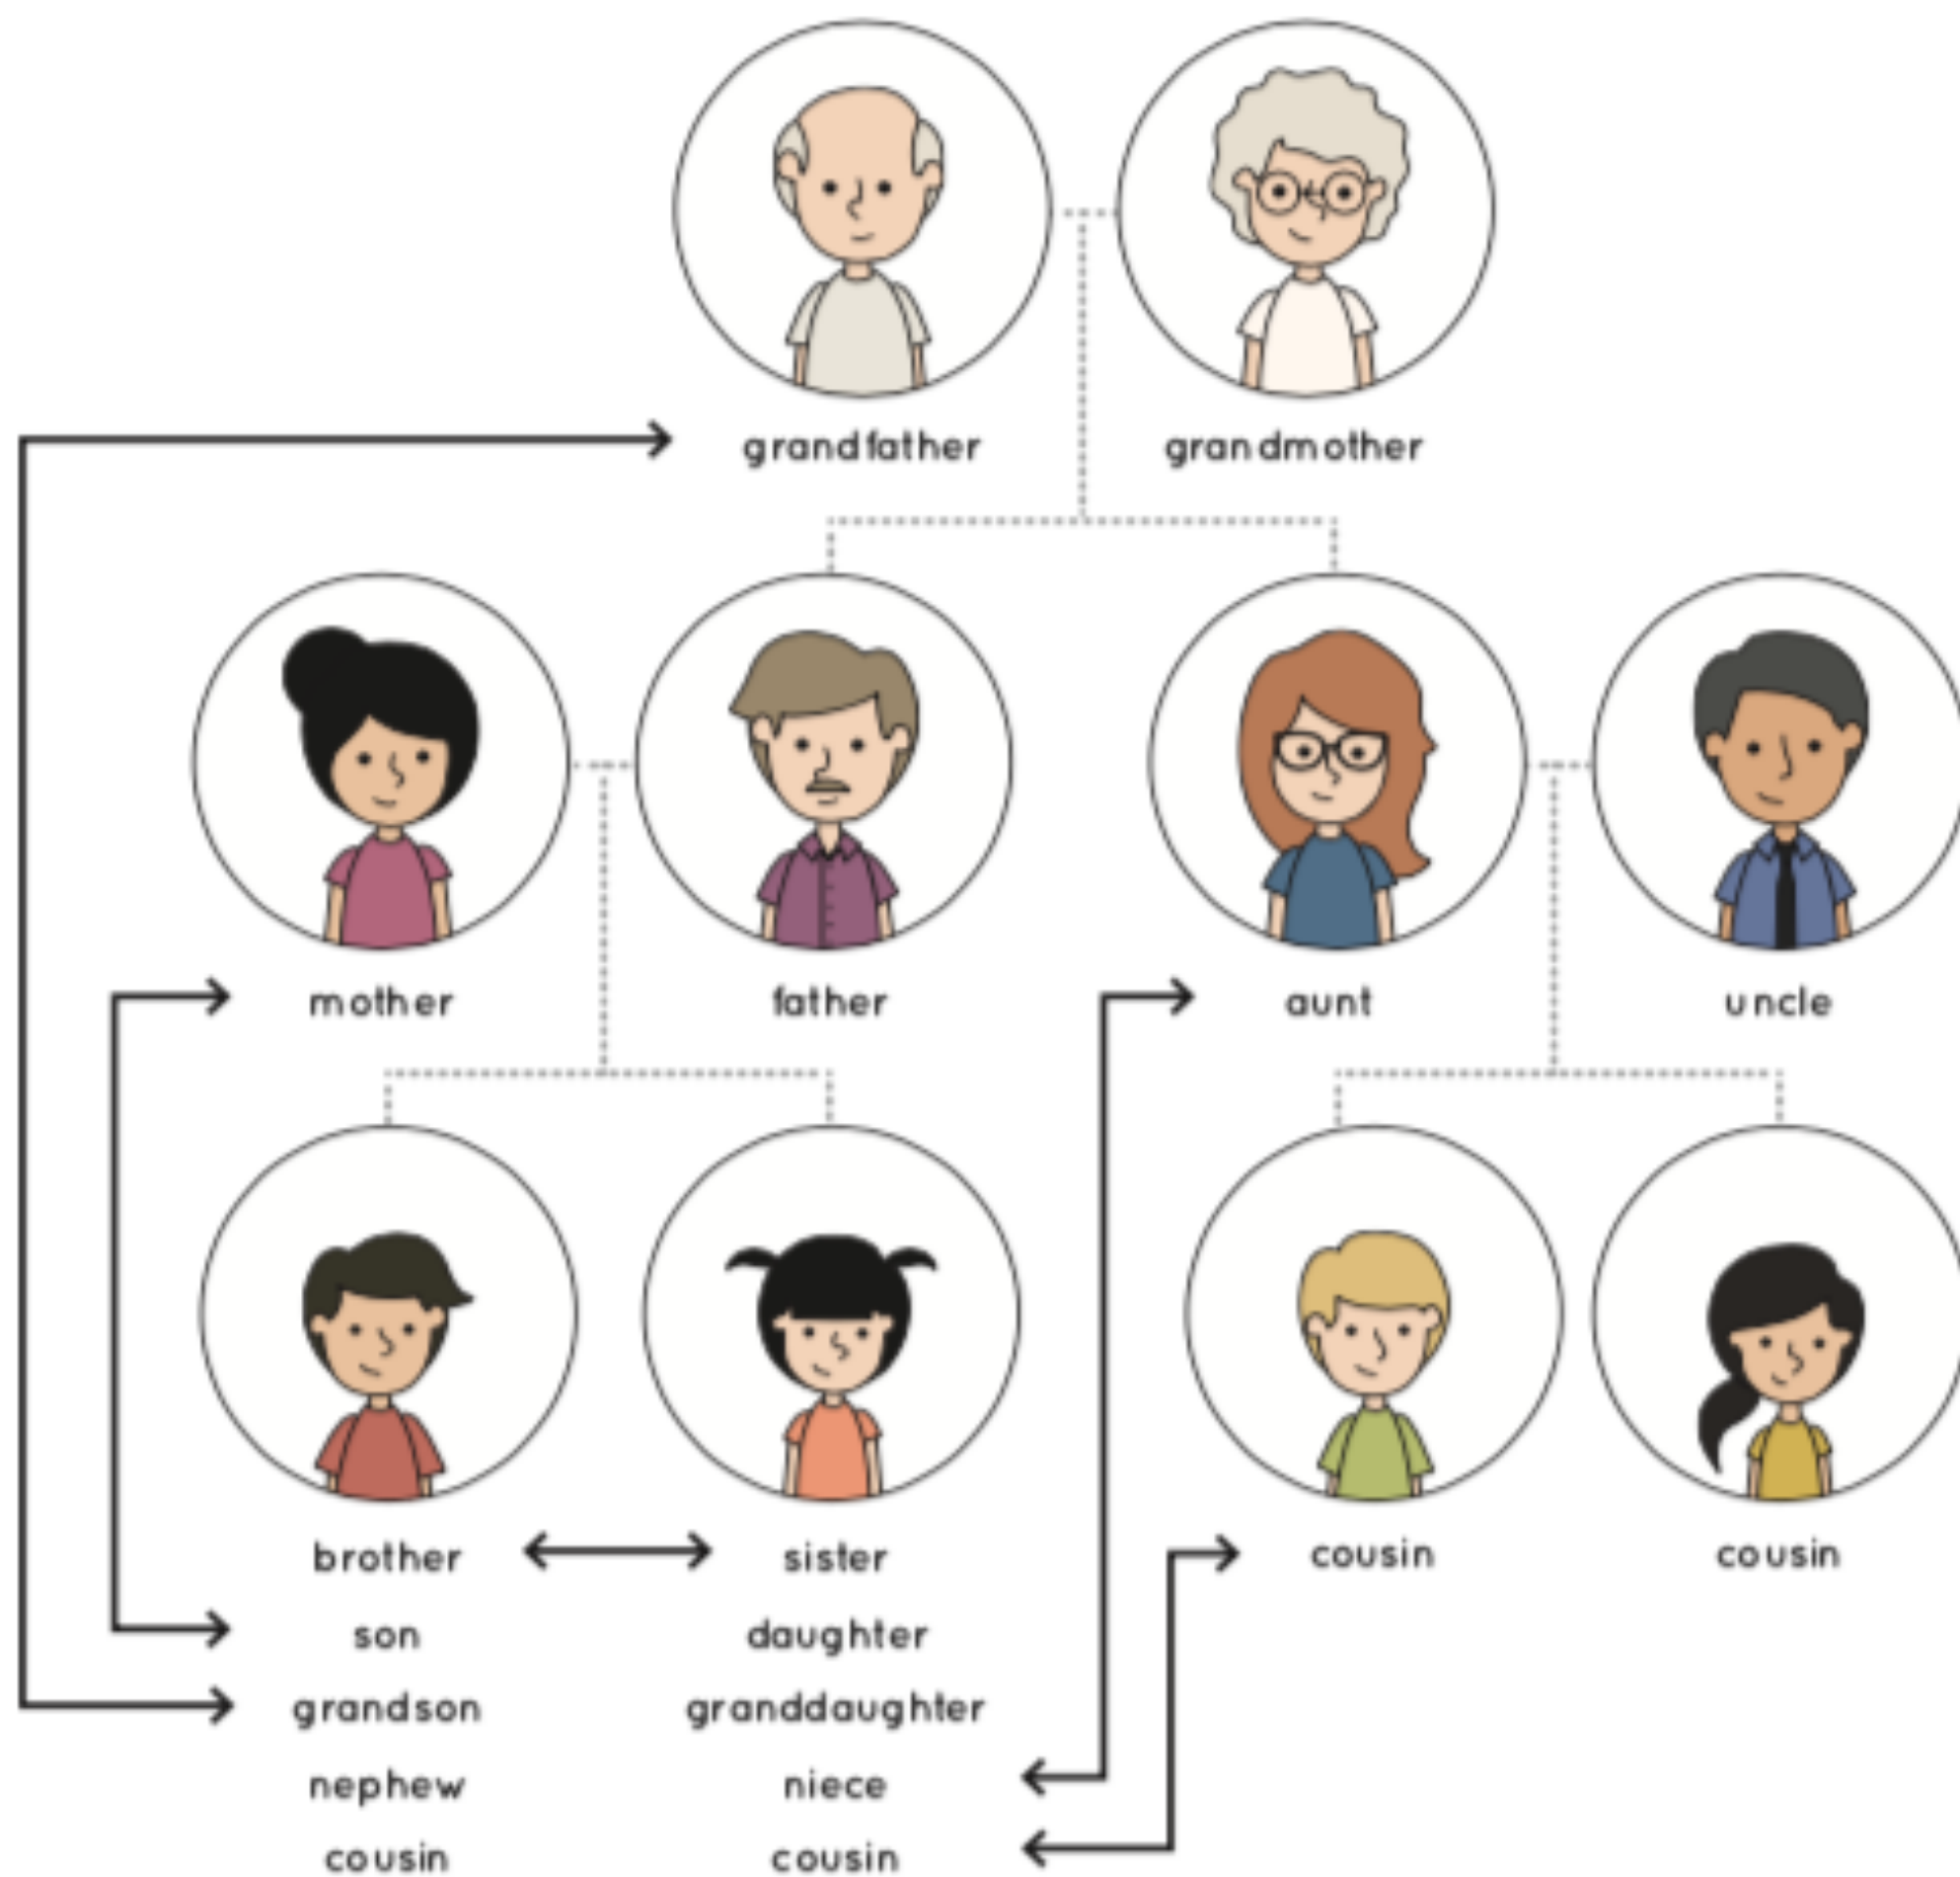 grandfather grandmother
mother father aunt uncle
brother sister cousin cousin
son daughter
grandson granddaughter
nephew niece
cousin cousin